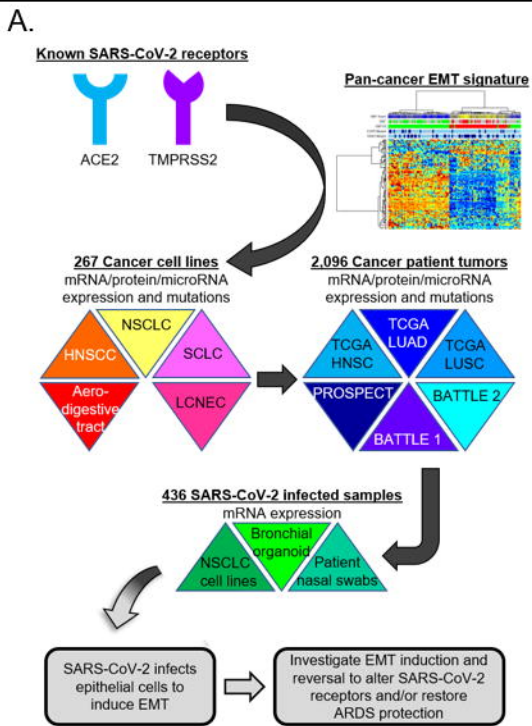 A.
Known SARS-CoV-2 receptors
ACE2
TMPRSS2
Pan-cancer EMT signature
267 Cancer cell lines
mRNA/protein/microRNA
expression and mutations
HNSCC
NSCLC
SCLC
Aero-
digestive
tract
LCNEC
2,096 Cancer patient tumors
mRNA/protein/microRNA
expression and mutations
TCGA
HNSC
TCGA
LUAD
TCGA
LUSC
PROSPECT
BATTLE 1
BATTLE 2
436 SARS-CoV-2 infected samples
mRNA expression
NSCLC
cell lines
Bronchial
organoid
Patient
nasal swabs
SARS-CoV-2 infects
epithelial cells to
induce EMT
Investigate EMT induction and
reversal to alter SARS-CoV-2
receptors and/or restore
ARDS protection